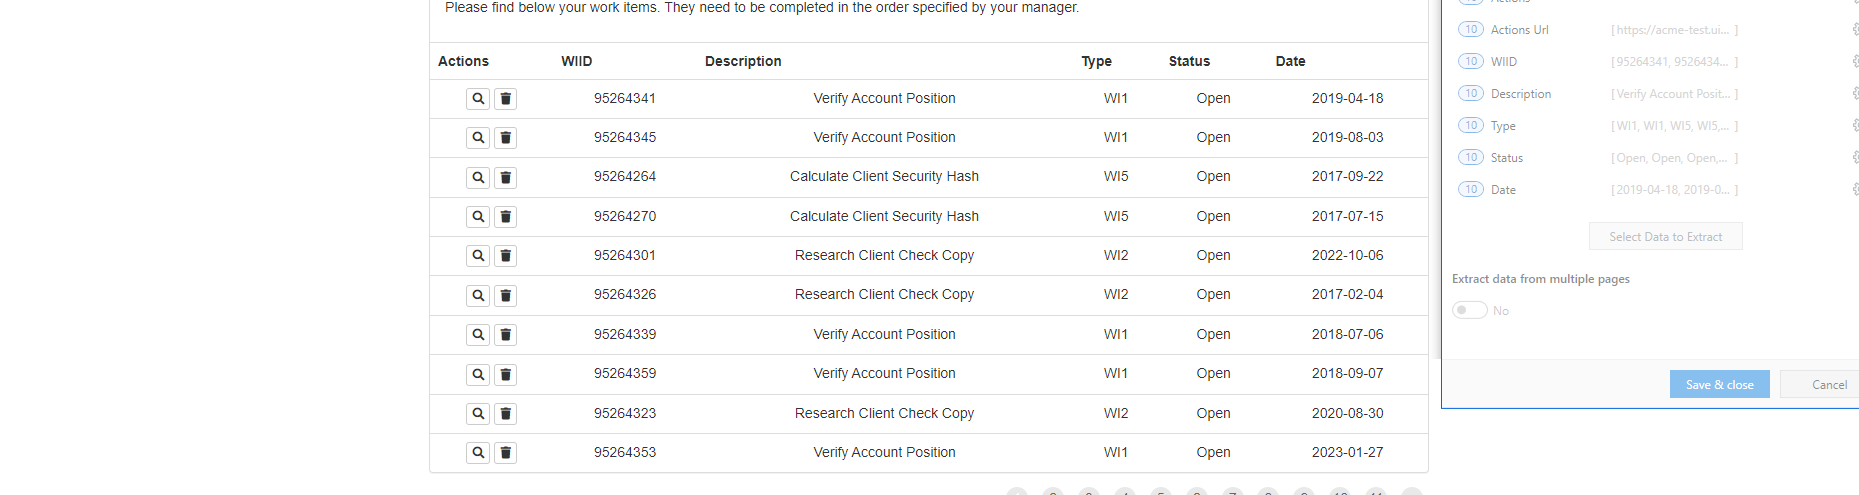 Please find below your work items. They need to be completed in the order specified by your manager.
Actions WIID Description Type Status Date
95264341 Verify Account Position WI1 Open 2019-04-18
95264345 Verify Account Position WI1 Open 2019-08-03
95264264 Calculate Client Security Hash WI5 Open 2017-09-22
95264270 Calculate Client Security Hash WI5 Open 2017-07-15
95264301 Research Client Check Copy WI2 Open 2022-10-06
95264326 Research Client Check Copy WI2 Open 2017-02-04
95264339 Verify Account Position WI1 Open 2018-07-06
95264359 Verify Account Position WI1 Open 2018-09-07
95264323 Research Client Check Copy WI2 Open 2020-08-30
95264353 Verify Account Position WI1 Open 2023-01-27
10 Actions Url [ https://acme-test.ui... ]
10 WIID [ 95264341, 9526434... ]
10 Description [ Verify Account Posit... ]
10 Type [ WI1, WI1, WI5, WI5,... ]
10 Status [ Open, Open, Open,... ]
10 Date [ 2019-04-18, 2019-0... ]
Select Data to Extract
Extract data from multiple pages
No
Save & close Cancel